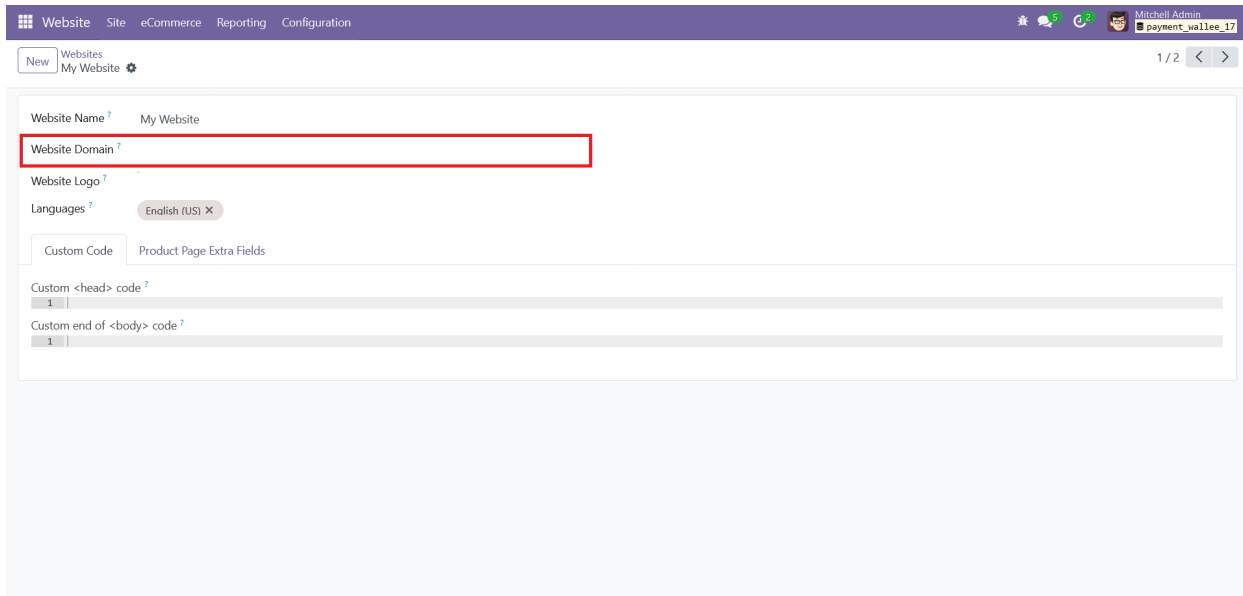 Website Site eCommerce Reporting Configuration 5 2 Mitchell Admin
payment_wallee_17
New Websites
My Website 1 / 2
Website Name ? My Website
Website Domain ?
Website Logo ?
Languages ? English (US) ×
Custom Code Product Page Extra Fields
Custom <head> code ?
1
Custom end of <body> code ?
1